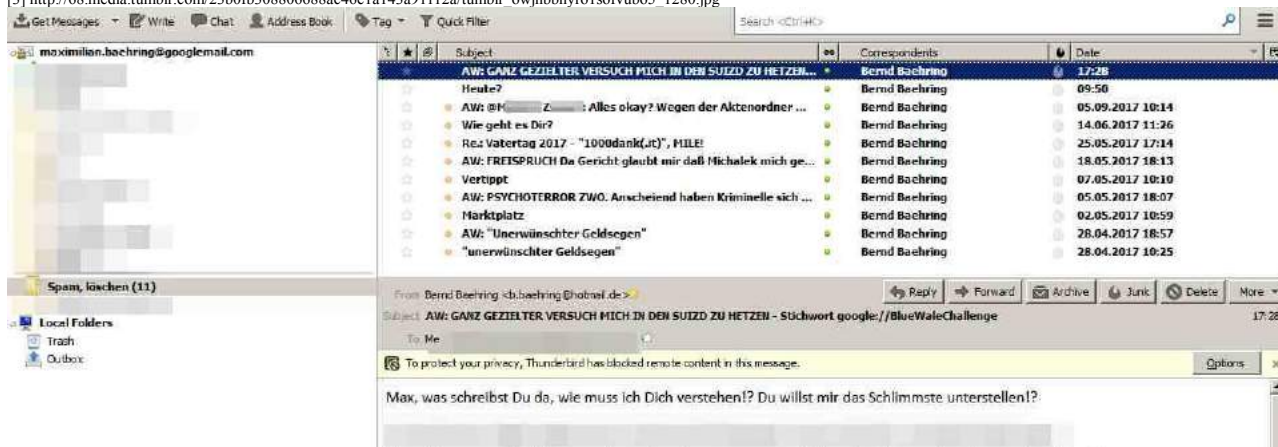 Get Messages Write Chat Address Book Tag Quick Filter Search <Ctrl+K>
maximilian.baehring@googlemail.com
Subject Correspondents Date
AW: GANZ GEZIELTER VERSUCH MICH IN DEN SUIZD ZU HETZEN... Bernd Baehring 17:28
Heute? Bernd Baehring 09:50
AW: @M Z : Alles okay? Wegen der Aktenordner ... Bernd Baehring 05.09.2017 10:14
Wie geht es Dir? Bernd Baehring 14.06.2017 11:26
Re.: Vatertag 2017 - "1000dank(.it)", MILE! Bernd Baehring 25.05.2017 17:14
AW: FREISPRUCH Da Gericht glaubt mir daß Michalek mich ge... Bernd Baehring 18.05.2017 18:13
Vertippt Bernd Baehring 07.05.2017 10:10
AW: PSYCHOTERROR ZWO. Anscheiend haben Kriminelle sich ... Bernd Baehring 05.05.2017 18:07
Marktplatz Bernd Baehring 02.05.2017 10:59
AW: "Unerwünschter Geldsegen" Bernd Baehring 28.04.2017 18:57
"unerwünschter Geldsegen" Bernd Baehring 28.04.2017 10:25
Spam, löschen (11)
Local Folders
Trash
Outbox
From Bernd Baehring <b.baehring@hotmail.de> Reply Forward Archive Junk Delete More
Subject AW: GANZ GEZIELTER VERSUCH MICH IN DEN SUIZD ZU HETZEN - Stichwort google://BlueWaleChallenge 17:28
To Me
To protect your privacy, Thunderbird has blocked remote content in this message. Options
Max, was schreibst Du da, wie muss ich Dich verstehen!? Du willst mir das Schlimmste unterstellen!?